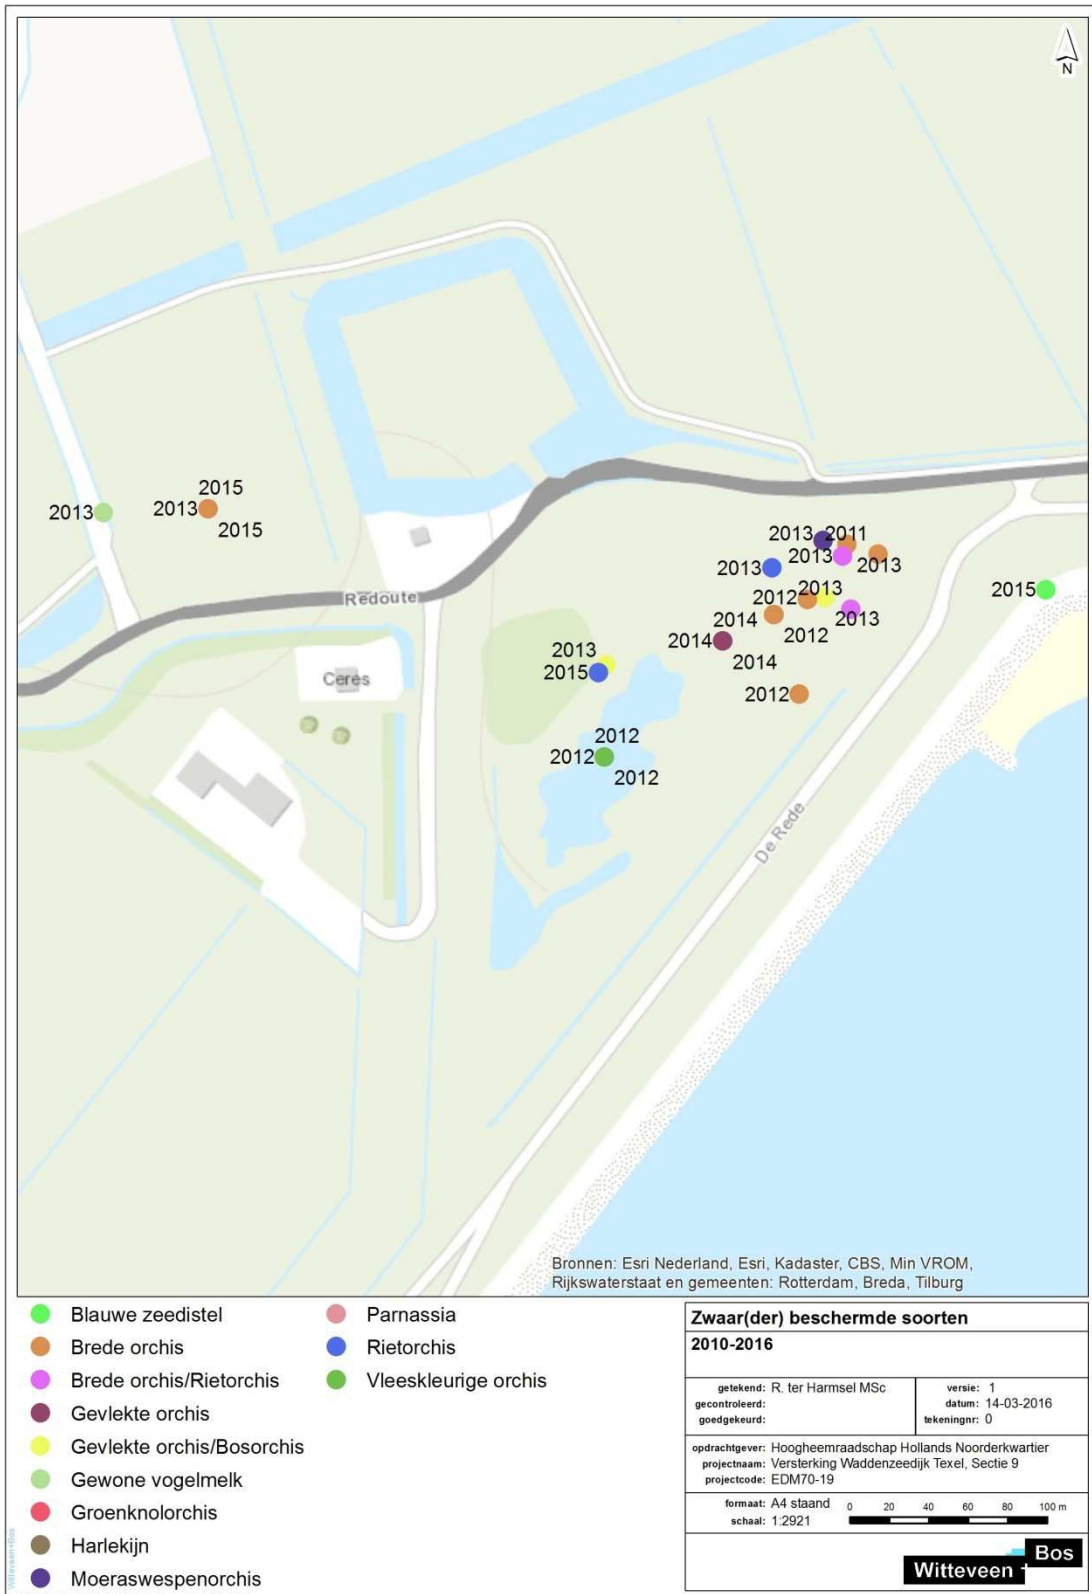 N
2015
2013
2013
2015
Redoute
Ceres
2013
2011
2013
2013
2013
2012
2013
2014
2012
2013
2014
2014
2013
2015
2012
2012
2012
2012
2015
De Rede
Bronnen: Esri Nederland, Esri, Kadaster, CBS, Min VROM,
Rijkswaterstaat en gemeenten: Rotterdam, Breda, Tilburg
Blauwe zeedistel
Brede orchis
Brede orchis/Rietorchis
Gevlekte orchis
Gevlekte orchis/Bosorchis
Gewone vogelmelk
Groenknolorchis
Harlekijn
Moeraswespenorchis
Parnassia
Rietorchis
Vleeskleurige orchis
Zwaar(der) beschermde soorten
2010-2016
getekend: R. ter Harmsel MSc
gecontroleerd:
goedgekeurd:
versie: 1
datum: 14-03-2016
tekeningnr: 0
opdrachtgever: Hoogheemraadschap Hollands Noorderkwartier
projectnaam: Versterking Waddenzeedijk Texel, Sectie 9
projectcode: EDM70-19
formaat: A4 staand
schaal: 1:2921
0 20 40 60 80 100 m
Witteveen + Bos
Witteveen+Bos